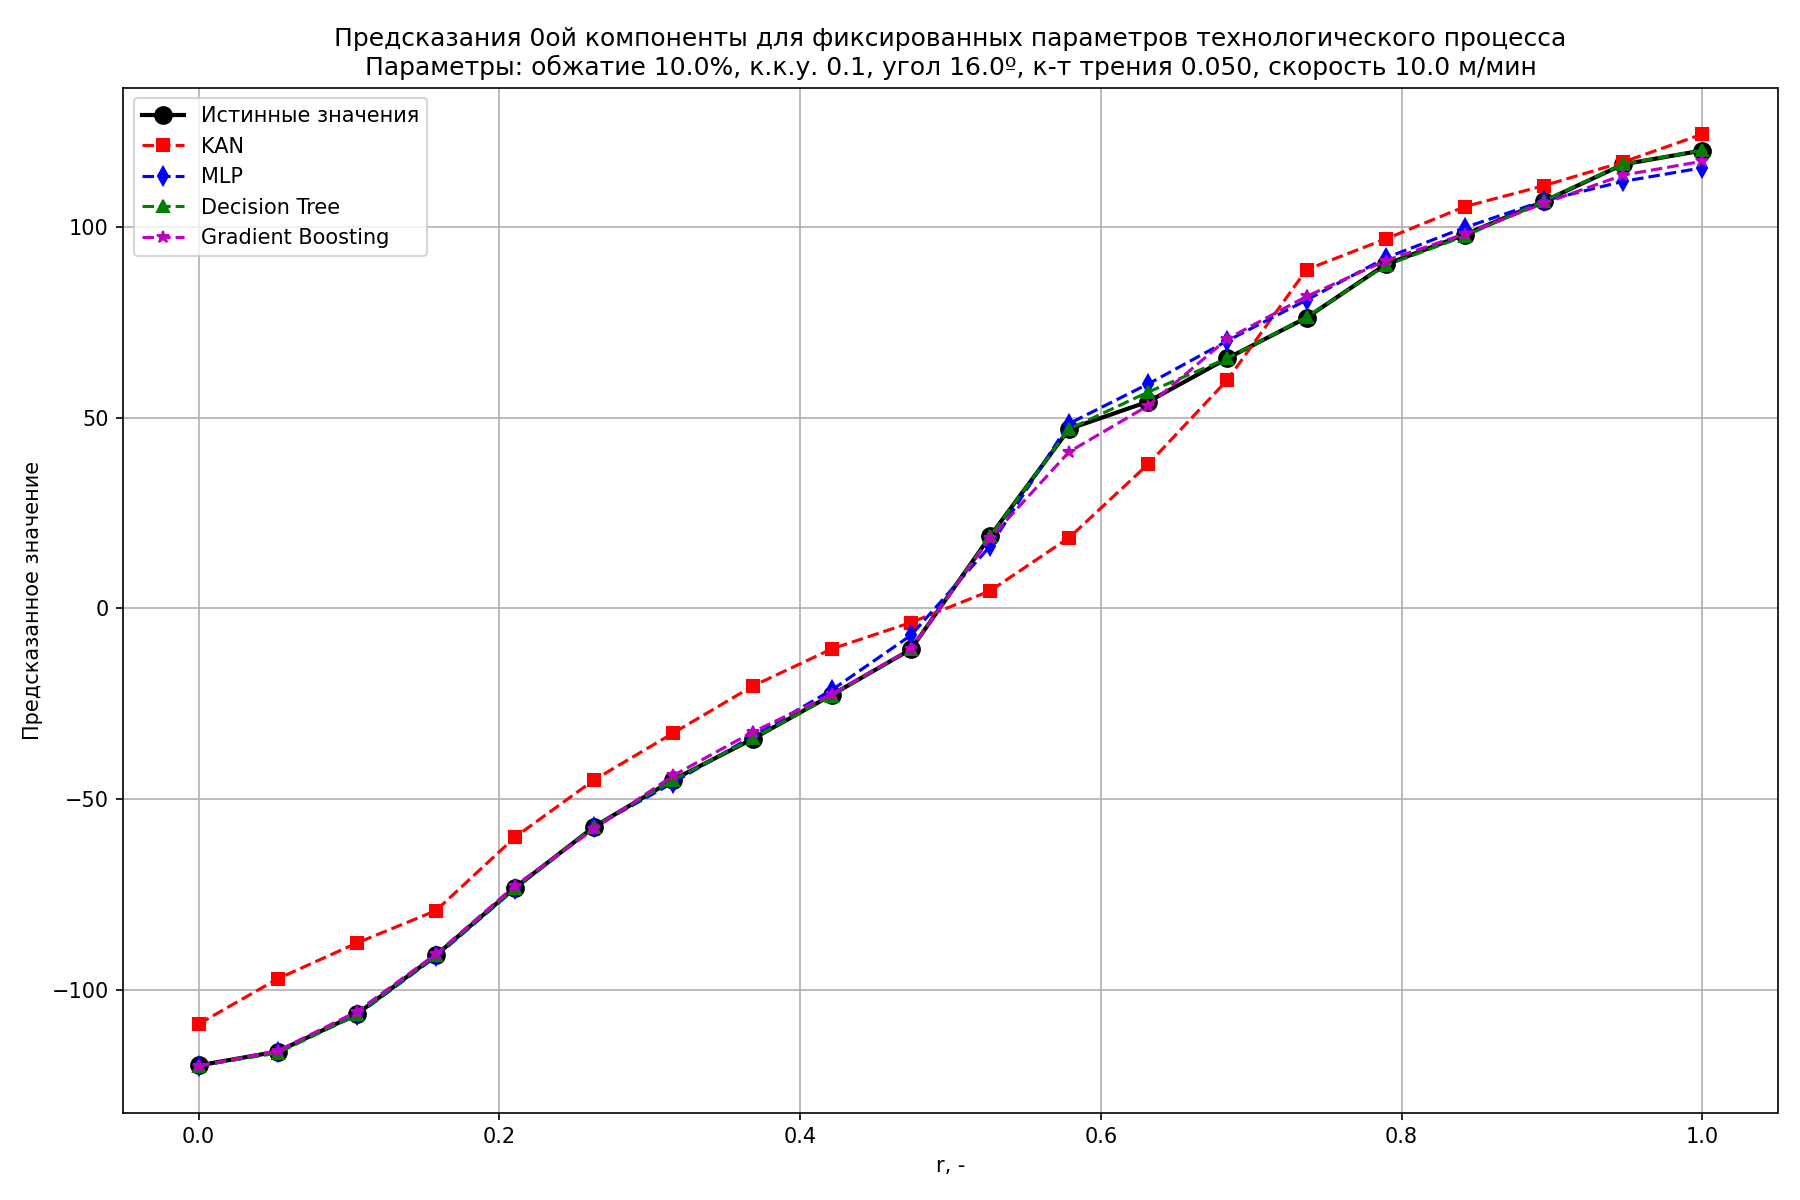 Предсказания 0ой компоненты для фиксированных параметров технологического процесса
Параметры: обжатие 10.0%, к.к.у. 0.1, угол 16.0º, к-т трения 0.050, скорость 10.0 м/мин
Истинные значения
KAN
MLP
Decision Tree
Gradient Boosting
Предсказанное значение
100
50
0
−50
−100
0.0
0.2
0.4
0.6
0.8
1.0
r, -